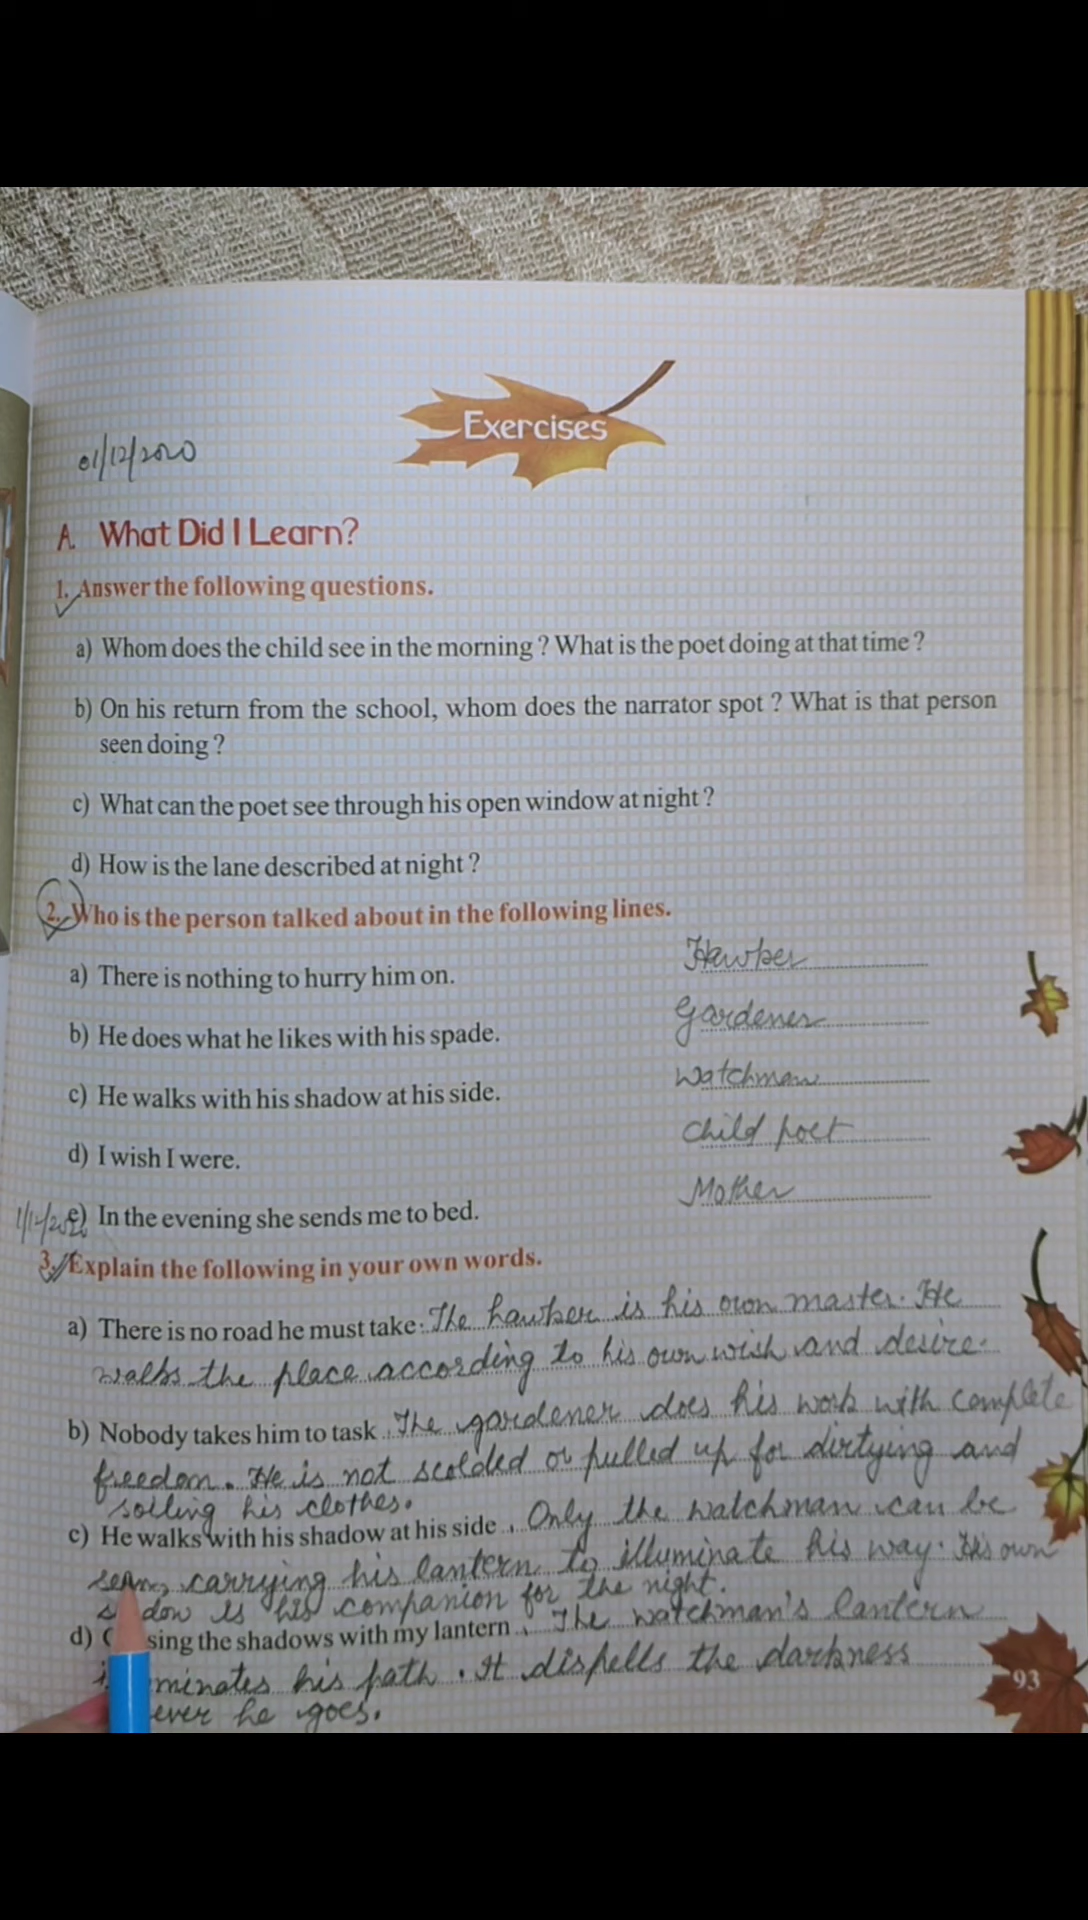 Exercises
01/12/2020
A. What Did I Learn?
1. Answer the following questions.
a) Whom does the child see in the morning ? What is the poet doing at that time ?
b) On his return from the school, whom does the narrator spot ? What is that person
seen doing ?
c) What can the poet see through his open window at night ?
d) How is the lane described at night ?
2. Who is the person talked about in the following lines.
a) There is nothing to hurry him on. Hawker
b) He does what he likes with his spade. Gardener
c) He walks with his shadow at his side. Watchman
d) I wish I were. Child poet
e) In the evening she sends me to bed. Mother
3. Explain the following in your own words.
a) There is no road he must take. The hawker is his own master. He
walks the place according to his own wish and desire.
b) Nobody takes him to task. The gardener does his work with complete
freedom. He is not scolded or pulled up for dirtying and
soiling his clothes.
c) He walks with his shadow at his side. Only the watchman can be
seen, carrying his lantern to illuminate his way. His own
is his companion for the night.
d) the shadows with my lantern. The watchman's lantern
his path. It dispells the darkness
he goes.
93